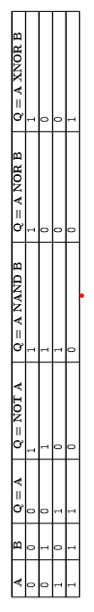 A B Q = A Q = NOT A Q = A NAND B Q = A NOR B Q = A XNOR B
0 0 0 1 1 1 1
0 1 0 1 1 0 0
1 0 1 0 1 0 0
1 1 1 0 0 0 1